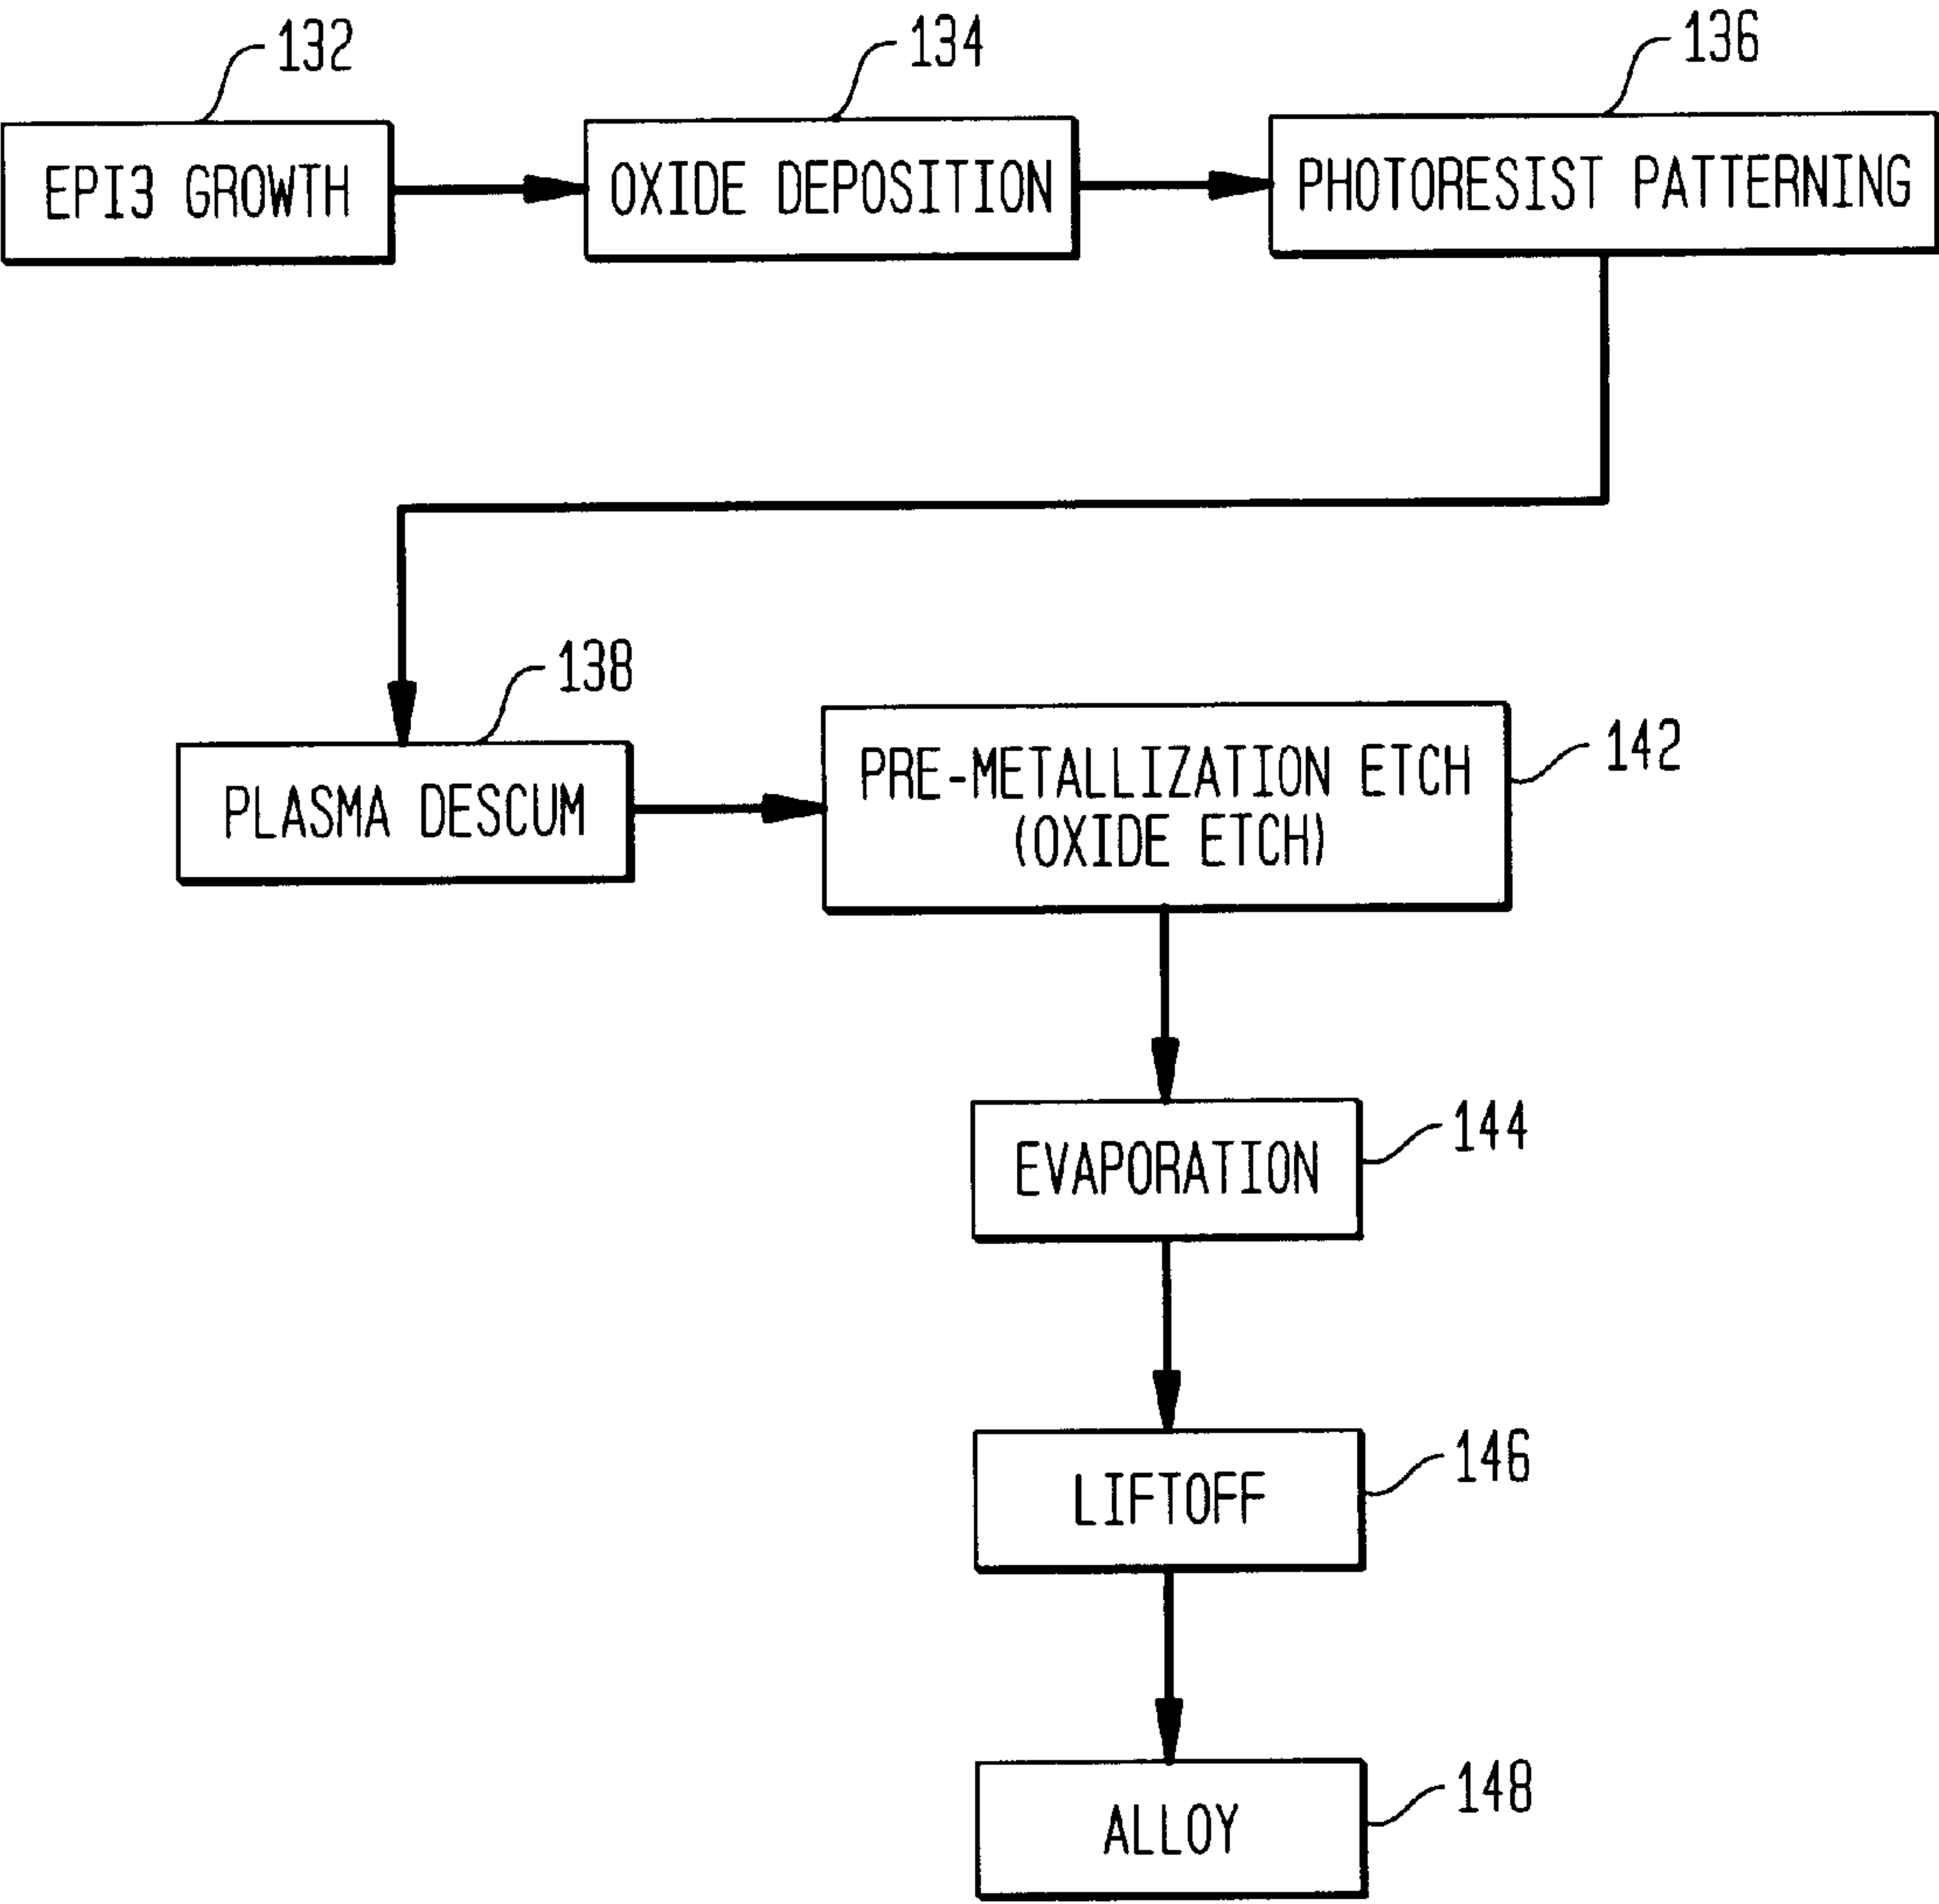 132
134
136
EPI3 GROWTH
OXIDE DEPOSITION
PHOTORESIST PATTERNING
138
PLASMA DESCUM
142
PRE-METALLIZATION ETCH
(OXIDE ETCH)
144
EVAPORATION
146
LIFTOFF
148
ALLOY